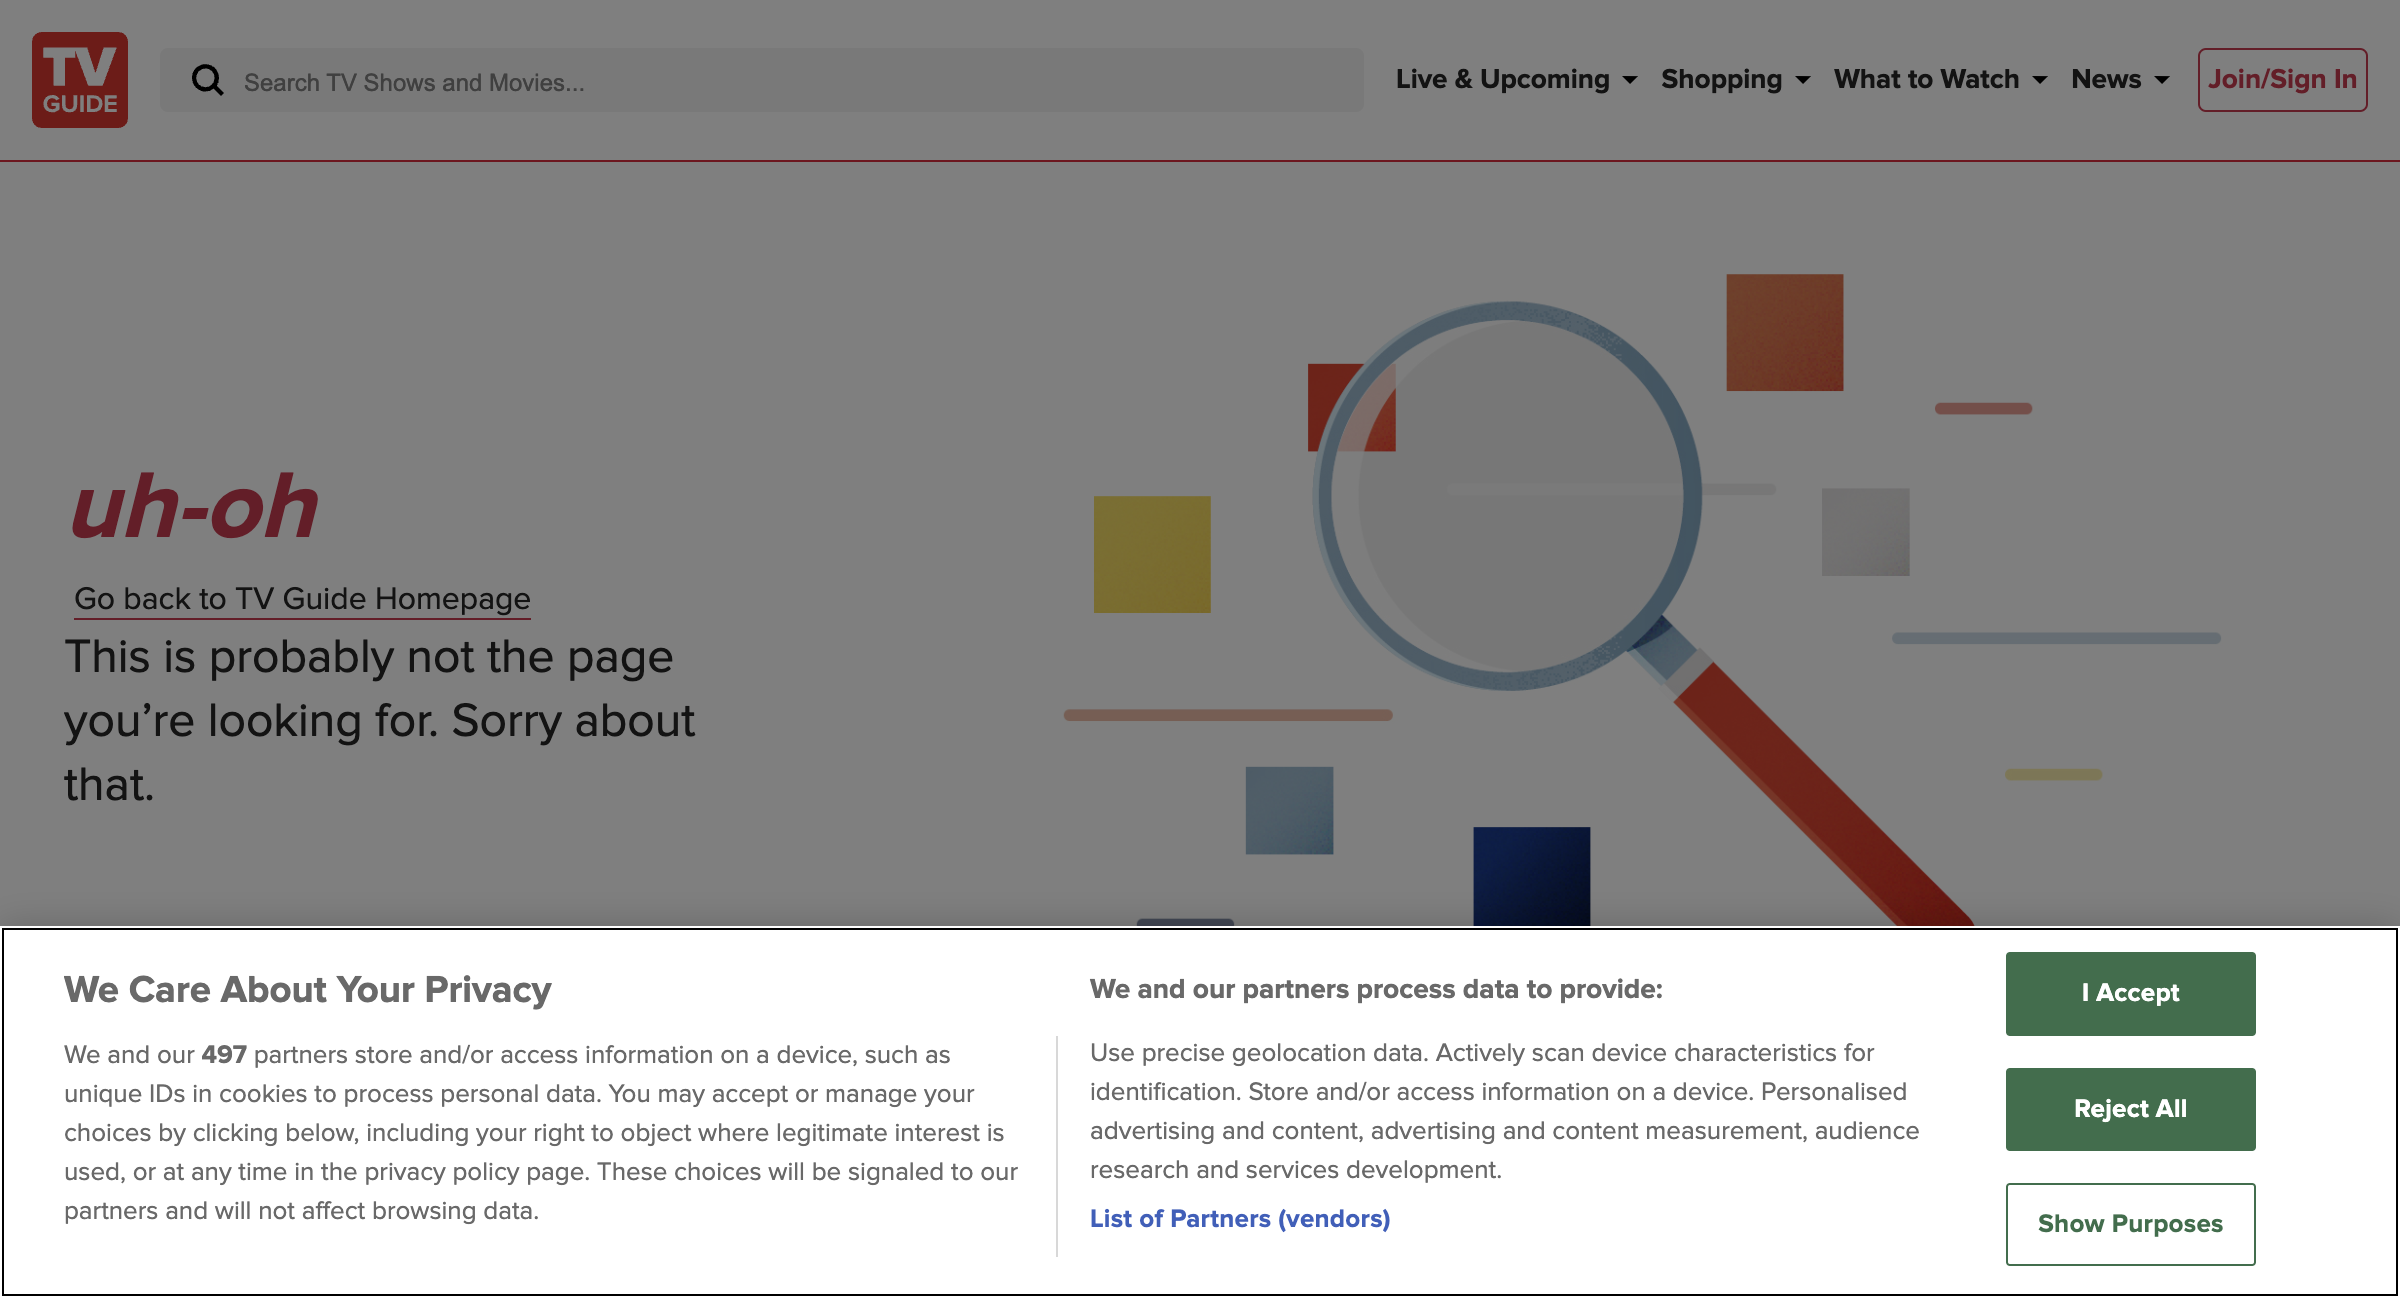 TV
GUIDE
Search TV Shows and Movies...
Live & Upcoming
Shopping
What to Watch
News
Join/Sign In
uh-oh
Go back to TV Guide Homepage
This is probably not the page
you’re looking for. Sorry about
that.
We Care About Your Privacy
We and our 497 partners store and/or access information on a device, such as
unique IDs in cookies to process personal data. You may accept or manage your
choices by clicking below, including your right to object where legitimate interest is
used, or at any time in the privacy policy page. These choices will be signaled to our
partners and will not affect browsing data.
We and our partners process data to provide:
Use precise geolocation data. Actively scan device characteristics for
identification. Store and/or access information on a device. Personalised
advertising and content, advertising and content measurement, audience
research and services development.
List of Partners (vendors)
I Accept
Reject All
Show Purposes